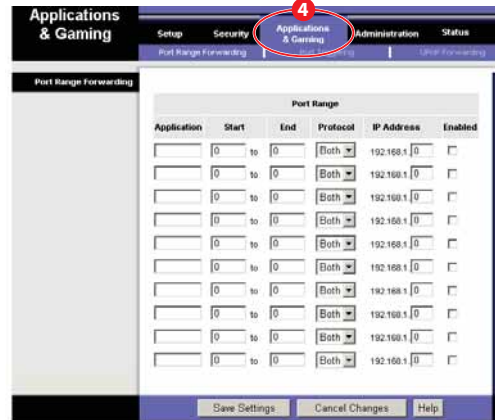 Applications
& Gaming
4
Setup Security Applications & Gaming Administration Status
Port Range Forwarding Port Triggering UPnP Forwarding
Port Range Forwarding
Port Range
Application Start End Protocol IP Address Enabled
0 to 0 Both 192.168.1. 0
0 to 0 Both 192.168.1. 0
0 to 0 Both 192.168.1. 0
0 to 0 Both 192.168.1. 0
0 to 0 Both 192.168.1. 0
0 to 0 Both 192.168.1. 0
0 to 0 Both 192.168.1. 0
0 to 0 Both 192.168.1. 0
0 to 0 Both 192.168.1. 0
0 to 0 Both 192.168.1. 0
Save Settings Cancel Changes Help